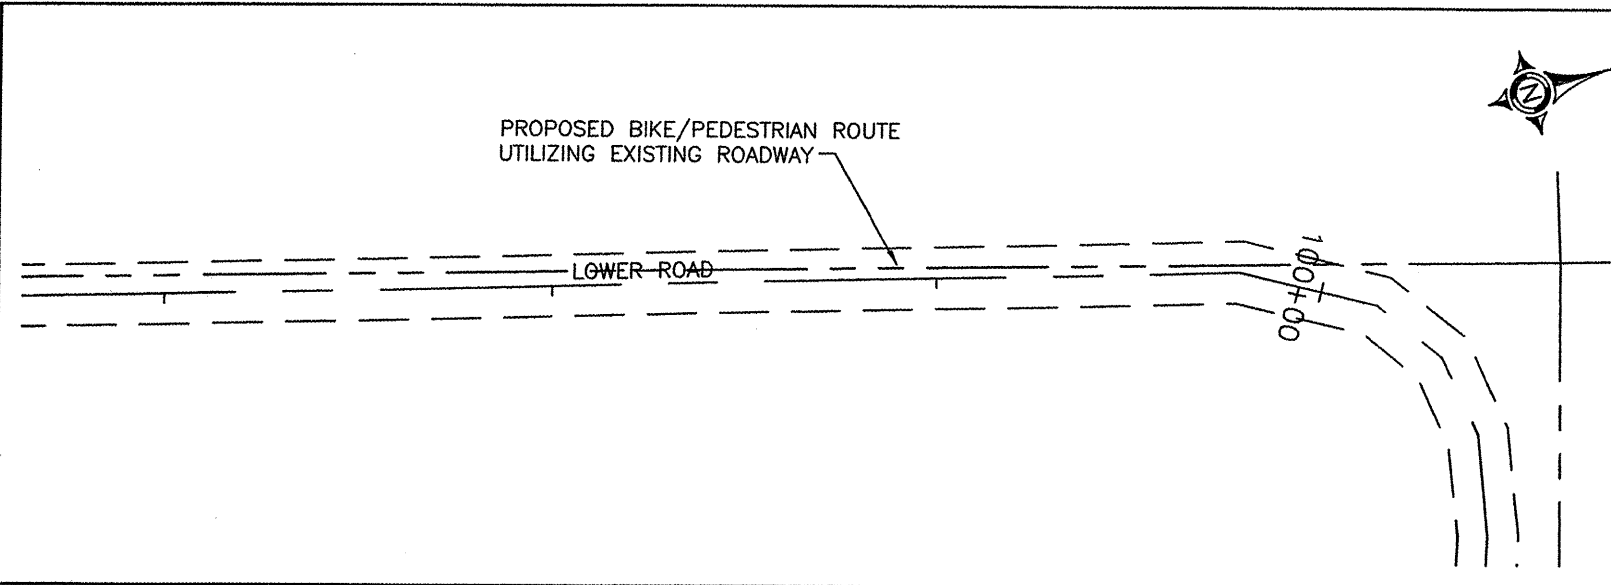 PROPOSED BIKE/PEDESTRIAN ROUTE
UTILIZING EXISTING ROADWAY
N
LOWER ROAD
100+00